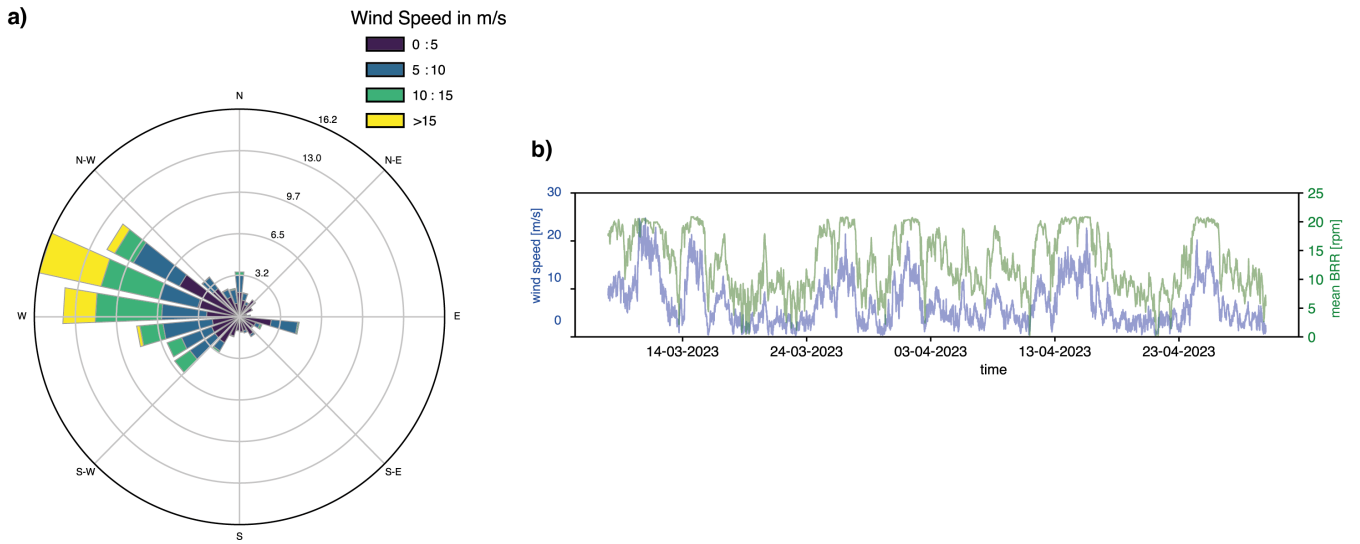 a)
Wind Speed in m/s
0 :5
5 :10
10 : 15
>15
N
16.2
13.0
N-W
N-E
9.7
6.5
3.2
W
E
S-W
S-E
S
b)
30
20
10
0
wind speed [m/s]
25
20
15
10
5
0
mean BRR [rpm]
14-03-2023
24-03-2023
03-04-2023
13-04-2023
23-04-2023
time